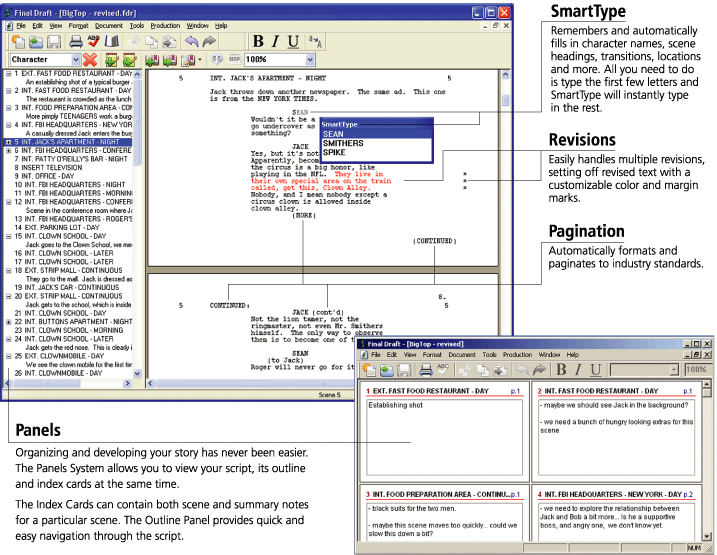 Final Draft - [BigTop - revised.fdr]
File Edit View Format Document Tools Production Window Help
B I U
Character
100%
1 EXT. FAST FOOD RESTAURANT - DAY
An establishing shot of a typical burger
2 INT. FAST FOOD RESTAURANT - DAY
The restaurant is crowded as the lunch
3 INT. FOOD PREPARATION AREA - CON
More pimply TEENAGERS work a burg
4 INT. FBI HEADQUARTERS - NEW YOR
A casually dressed Jack enters the bus
5 INT. JACK'S APARTMENT - NIGHT
6 INT. FBI HEADQUARTERS - CONFERE
7 INT. PATTY O'REILLY'S BAR - NIGHT
8 INSERT TELEVISION
9 INT. OFFICE - DAY
10 INT. FBI HEADQUARTERS - NIGHT
11 INT. FBI HEADQUARTERS - MORNIN
12 INT. FBI HEADQUARTERS - CONFERI
Scene in the conference room where Ja
13 INT. FBI HEADQUARTERS - ROGER'S
14 EXT. PARKING LOT - DAY
15 INT. CLOWN SCHOOL - DAY
Jack goes to the Clown School, we me
16 INT. CLOWN SCHOOL - LATER
17 INT. CLOWN SCHOOL - LATER
18 EXT. STRIP MALL - CONTINUOUS
They go to the mall. Jack is dressed as
19 INT. JACK'S CAR - CONTINUOUS
20 EXT. STRIP MALL - CONTINUOUS
Jack gets to the school, which is inside
21 INT. CLOWN SCHOOL - DAY
22 INT. BUTTONS APARTMENT - NIGHT
23 INT. CLOWN SCHOOL - MORNING
24 INT. CLOWN SCHOOL - LATER
Jack gets the red nose. This is clearly i
25 EXT. CLOWNMOBILE - DAY
We see the clown mobile for the first tim
26 INT. CLOWNMOBILE - DAY
5 INT. JACK'S APARTMENT - NIGHT 5
Jack throws down another newspaper. The same ad. This one
is from the NEW YORK TIMES.
SEAN
Wouldn't it be a
go undercover as
something?
SmartType
SEAN
SMITHERS
SPIKE
JACK
Yes, but it's not
Apparently, becom
the circus is a big honor, like
playing in the NFL. They live in *
their own special area on the train *
called, get this, Clown Alley. *
Nobody, and I mean nobody except a
circus clown is allowed inside
clown alley.
(MORE)
(CONTINUED)
8.
5 CONTINUED: 5
JACK (cont'd)
Not the lion tamer, not the
ringmaster, not even Mr. Smithers
himself. The only way to observe
then is to become one of t
SEAN
(to Jack)
Roger will never go for it
Scene 5
SmartType
Remembers and automatically
fills in character names, scene
headings, transitions, locations
and more. All you need to do
is type the first few letters and
SmartType will instantly type
in the rest.
Revisions
Easily handles multiple revisions,
setting off revised text with a
customizable color and margin
marks.
Pagination
Automatically formats and
paginates to industry standards.
Final Draft - [BigTop - revised]
File Edit View Format Document Tools Production Window Help
B I U
100%
1 EXT. FAST FOOD RESTAURANT - DAY p.1
Establishing shot
2 INT. FAST FOOD RESTAURANT - DAY p.1
- maybe we should see Jack in the background?
- we need a bunch of hungry looking extras for this
scene
3 INT. FOOD PREPARATION AREA - CONTINU...p.1
- black suits for the two men.
- maybe this scene moves too quickly... could we
slow this down a bit?
4 INT. FBI HEADQUARTERS - NEW YORK - DAY p.2
- we need to explore the relationship between
Jack and Bob a bit more... Is he a supportive
boss, and angry one, we don't know yet.
NUM
Panels
Organizing and developing your story has never been easier.
The Panels System allows you to view your script, its outline
and index cards at the same time.
The Index Cards can contain both scene and summary notes
for a particular scene. The Outline Panel provides quick and
easy navigation through the script.